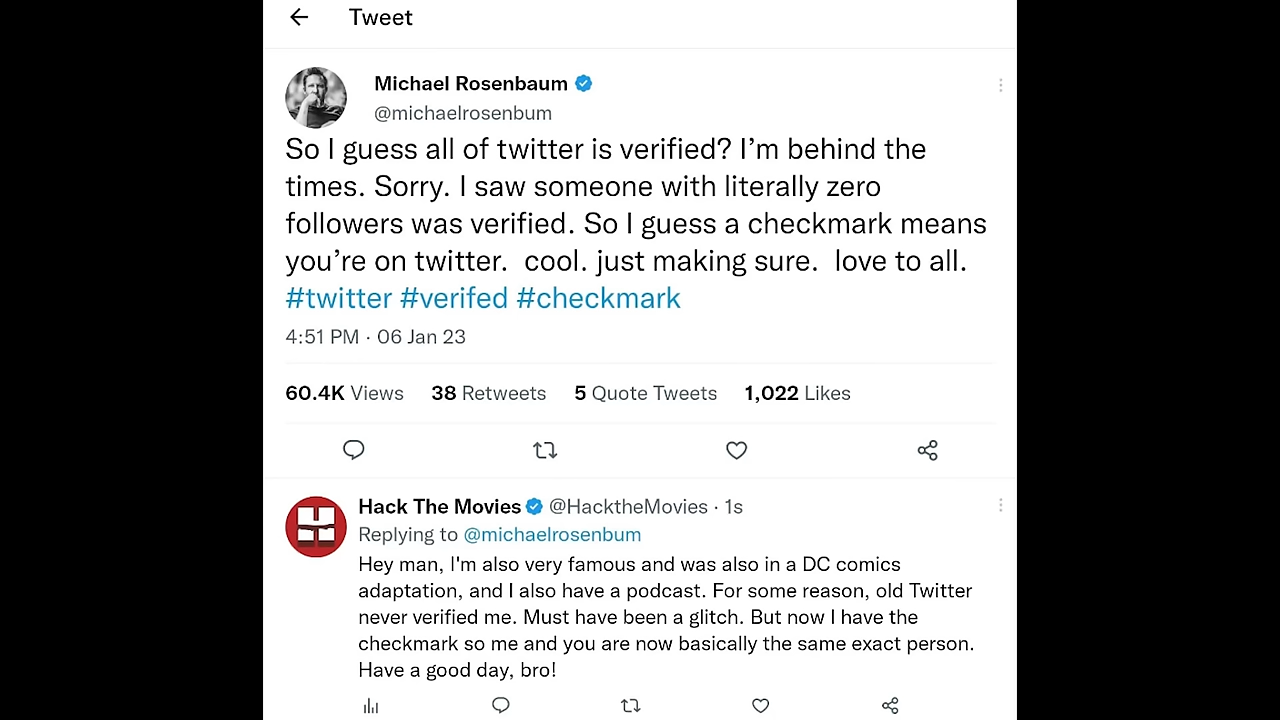 Tweet
Michael Rosenbaum
@michaelrosenbum
So I guess all of twitter is verified? I’m behind the
times. Sorry. I saw someone with literally zero
followers was verified. So I guess a checkmark means
you’re on twitter.  cool. just making sure.  love to all.
#twitter #verifed #checkmark
4:51 PM · 06 Jan 23
60.4K Views 38 Retweets 5 Quote Tweets 1,022 Likes
Hack The Movies @HacktheMovies · 1s
Replying to @michaelrosenbum
Hey man, I'm also very famous and was also in a DC comics
adaptation, and I also have a podcast. For some reason, old Twitter
never verified me. Must have been a glitch. But now I have the
checkmark so me and you are now basically the same exact person.
Have a good day, bro!